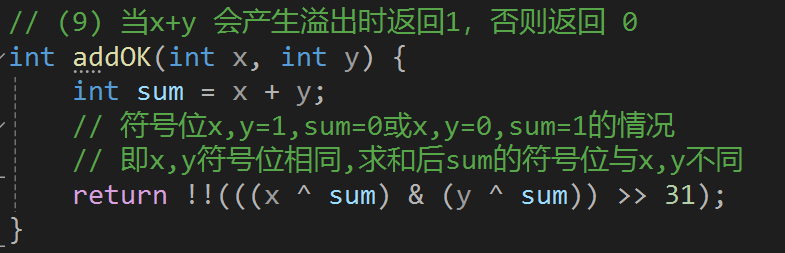 // (9) 当x+y 会产生溢出时返回1, 否则返回 0
int addOK(int x, int y) {
    int sum = x + y;
    // 符号位x,y=1,sum=0或x,y=0,sum=1的情况
    // 即x,y符号位相同,求和后sum的符号位与x,y不同
    return !!(((x ^ sum) & (y ^ sum)) >> 31);
}